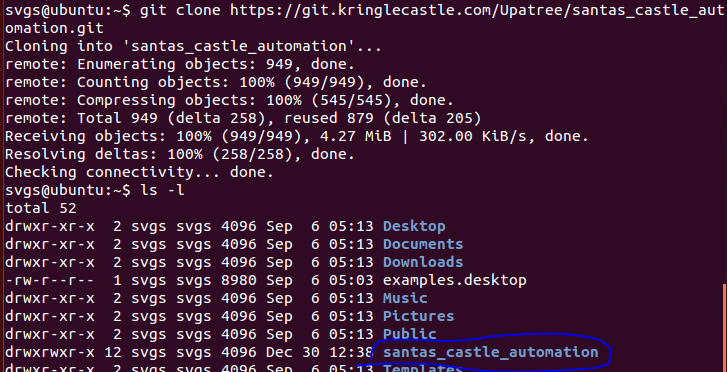 svgs@ubuntu:~$ git clone https://git.kringlecastle.com/Upatree/santas_castle_aut
omation.git
Cloning into 'santas_castle_automation'...
remote: Enumerating objects: 949, done.
remote: Counting objects: 100% (949/949), done.
remote: Compressing objects: 100% (545/545), done.
remote: Total 949 (delta 258), reused 879 (delta 205)
Receiving objects: 100% (949/949), 4.27 MiB | 302.00 KiB/s, done.
Resolving deltas: 100% (258/258), done.
Checking connectivity... done.
svgs@ubuntu:~$ ls -l
total 52
drwxr-xr-x  2 svgs svgs 4096 Sep  6 05:13 Desktop
drwxr-xr-x  2 svgs svgs 4096 Sep  6 05:13 Documents
drwxr-xr-x  2 svgs svgs 4096 Sep  6 05:13 Downloads
-rw-r--r--  1 svgs svgs 8980 Sep  6 05:03 examples.desktop
drwxr-xr-x  2 svgs svgs 4096 Sep  6 05:13 Music
drwxr-xr-x  2 svgs svgs 4096 Sep  6 05:13 Pictures
drwxr-xr-x  2 svgs svgs 4096 Sep  6 05:13 Public
drwxrwxr-x 12 svgs svgs 4096 Dec 30 12:38 santas_castle_automation
drwxr-xr-x  2 svgs svgs 4096 Sep  6 05:13 Templates